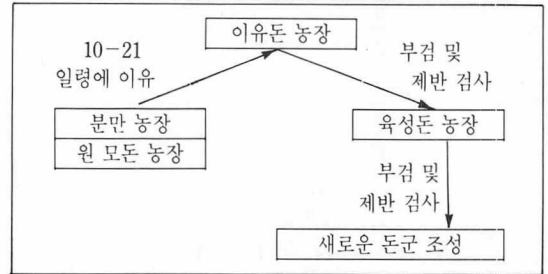 이유돈 농장
10-21
일령에 이유
부검 및
제반 검사
분만 농장
원 모돈 농장
육성돈 농장
부검 및
제반 검사
새로운 돈군 조성